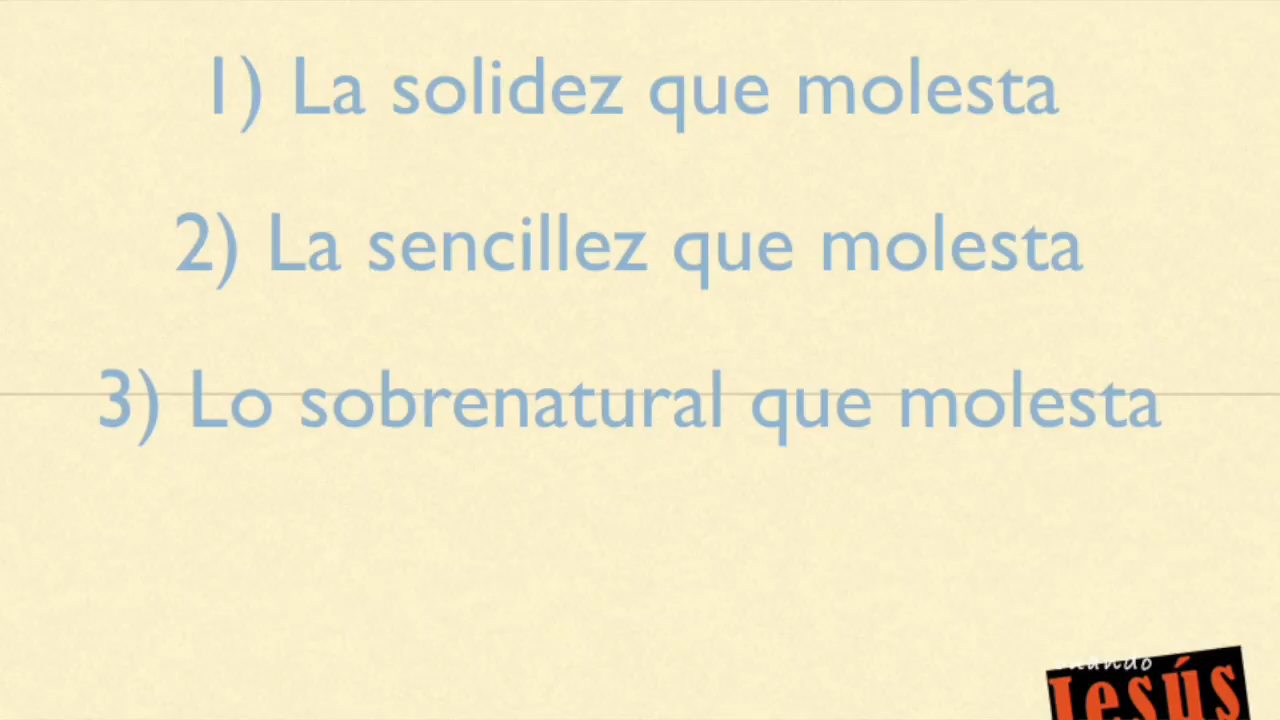 1) La solidez que molesta
2) La sencillez que molesta
3) Lo sobrenatural que molesta
Jesús